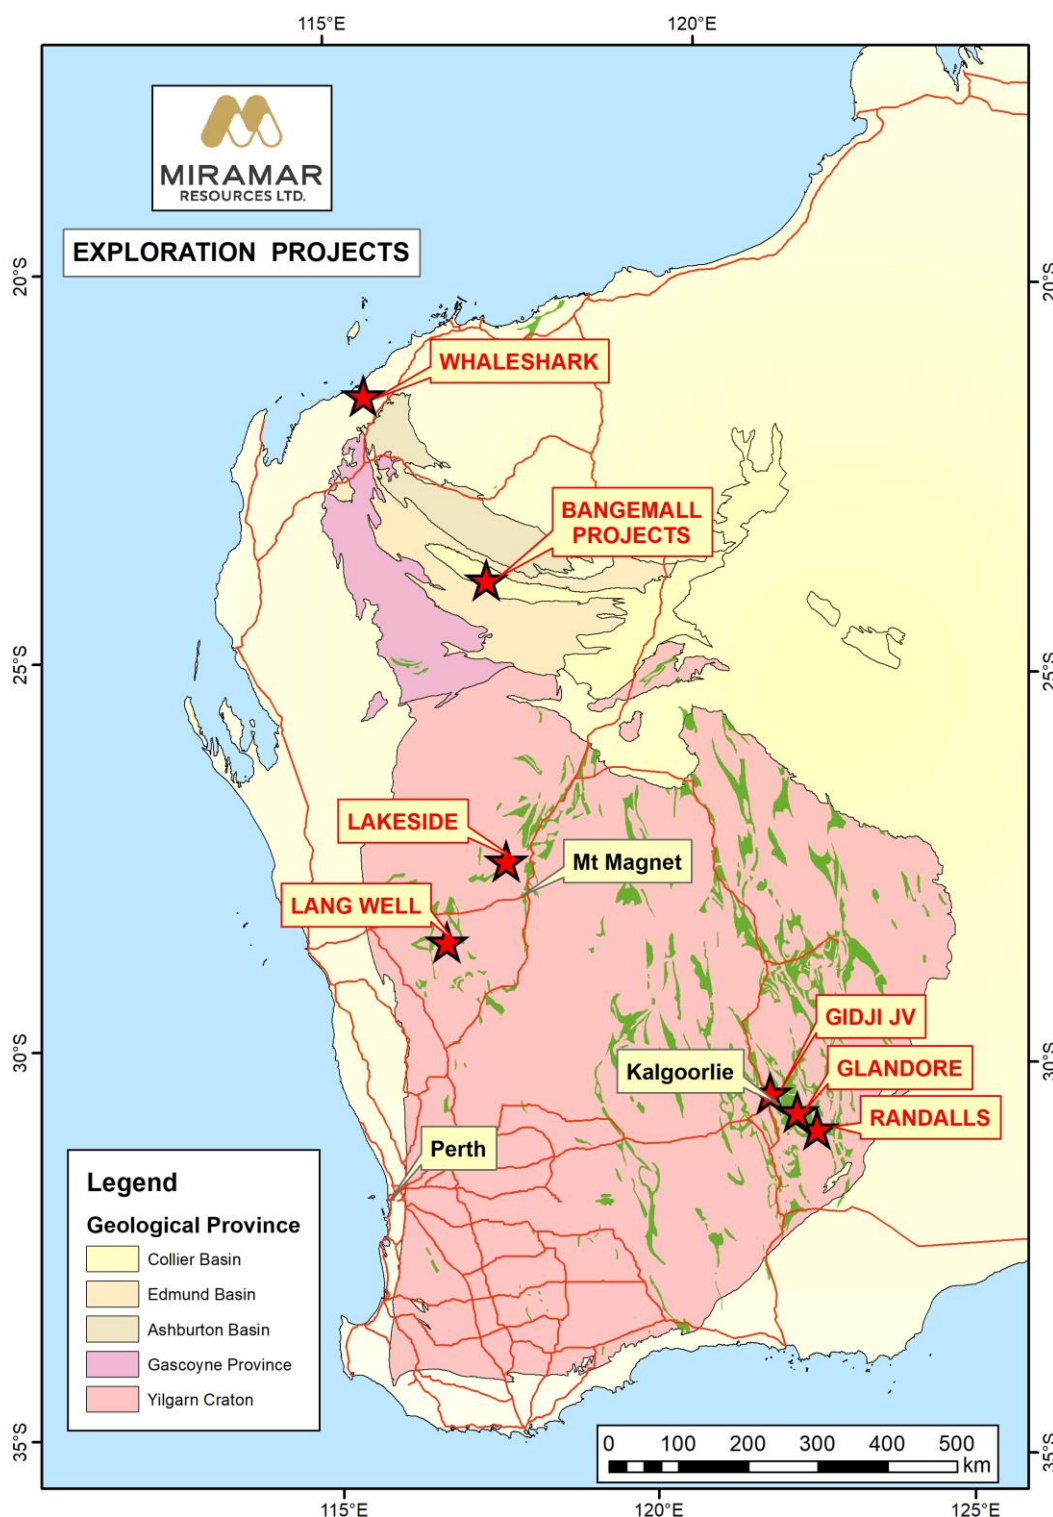 115°E
120°E
MIRAMAR
RESOURCES LTD.
EXPLORATION PROJECTS
20°S
20°S
WHALESHARK
BANGEMALL
PROJECTS
25°S
25°S
LAKESIDE
Mt Magnet
LANG WELL
GIDJI JV
30°S
30°S
Kalgoorlie
GLANDORE
RANDALLS
Perth
Legend
Geological Province
Collier Basin
Edmund Basin
Ashburton Basin
Gascoyne Province
Yilgarn Craton
35°S
35°S
0 100 200 300 400 500
km
115°E
120°E
125°E